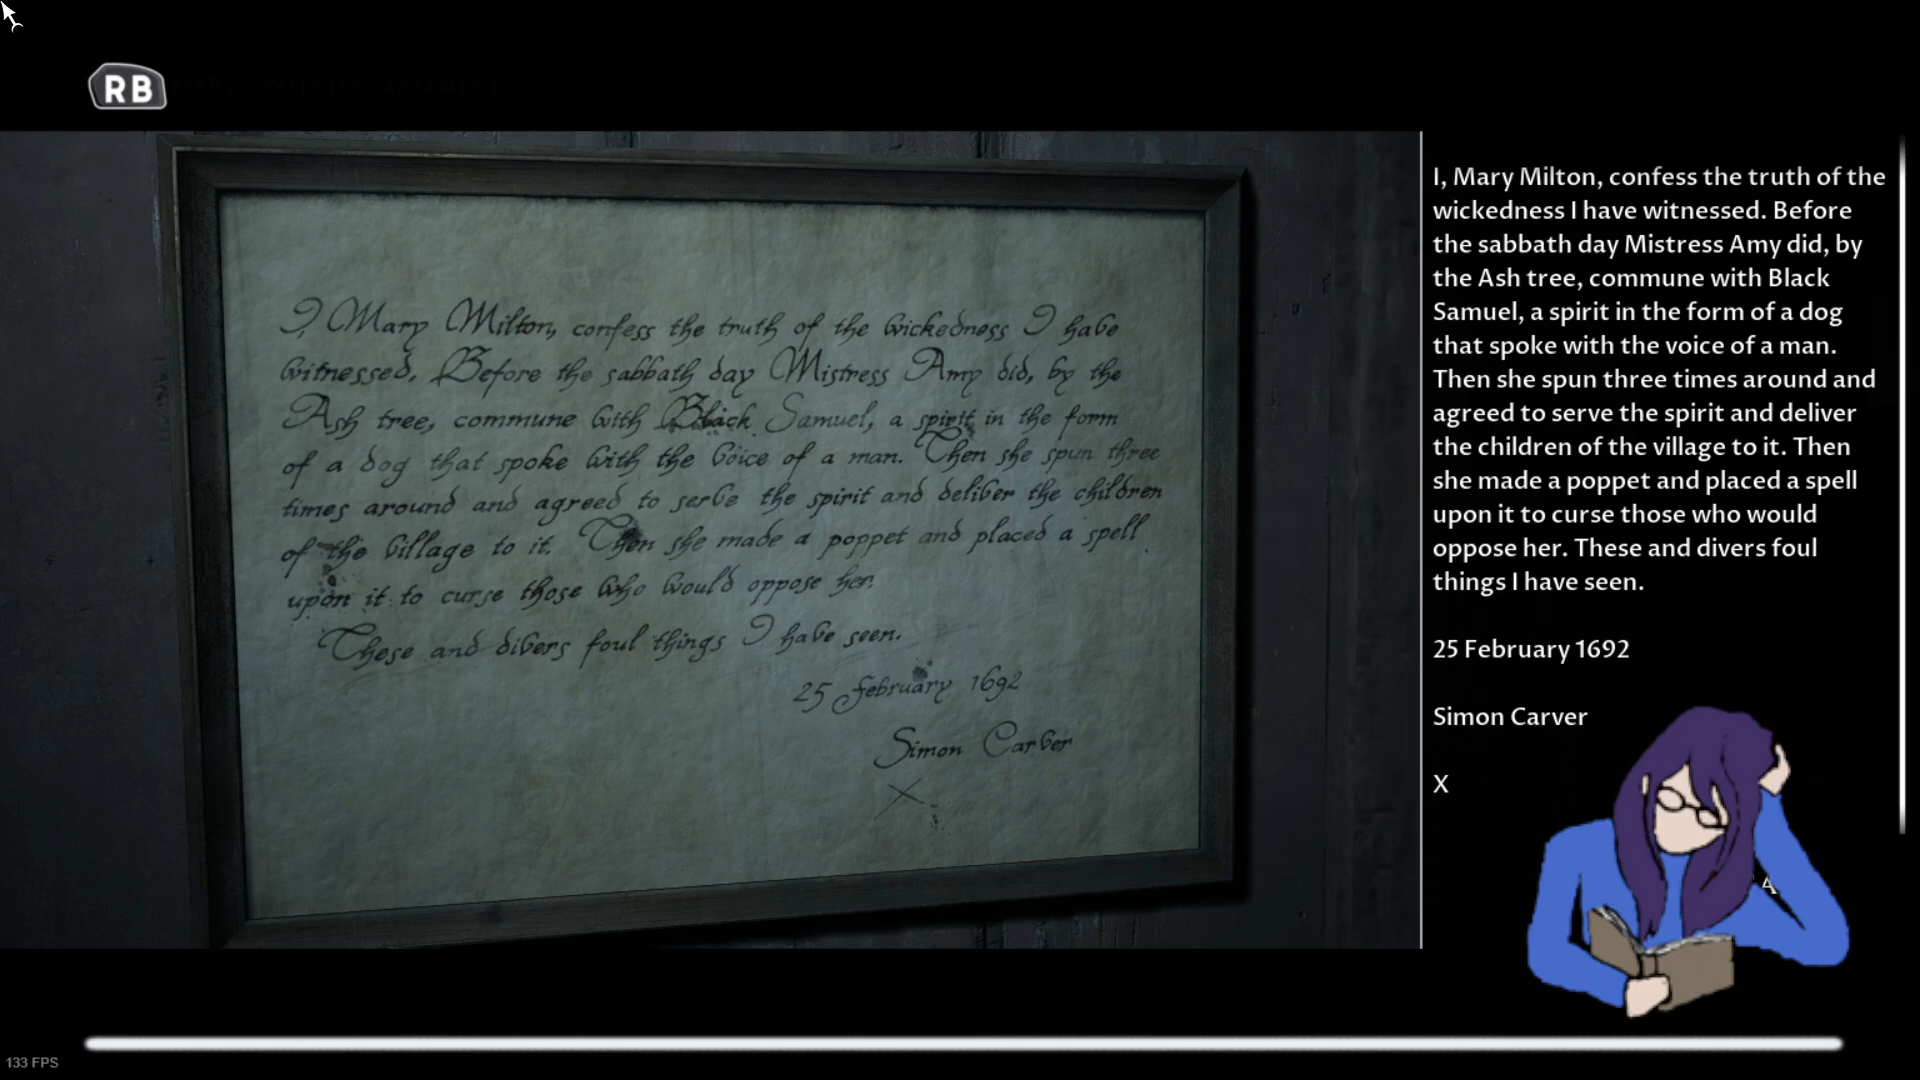 RB
MARY'S WITNESS STATEMENT
I, Mary Milton, confess the truth of the wickedness I have
witnessed. Before the sabbath day Mistress Amy did, by the
Ash tree, commune with Black Samuel, a spirit in the form
of a dog that spoke with the voice of a man. Then she spun three
times around and agreed to serve the spirit and deliver the children
of the village to it. Then she made a poppet and placed a spell
upon it to curse those who would oppose her.
These and divers foul things I have seen.
25 February 1692
Simon Carver
X
I, Mary Milton, confess the truth of the
wickedness I have witnessed. Before
the sabbath day Mistress Amy did, by
the Ash tree, commune with Black
Samuel, a spirit in the form of a dog
that spoke with the voice of a man.
Then she spun three times around and
agreed to serve the spirit and deliver
the children of the village to it. Then
she made a poppet and placed a spell
upon it to curse those who would
oppose her. These and divers foul
things I have seen.
25 February 1692
Simon Carver
X
133 FPS